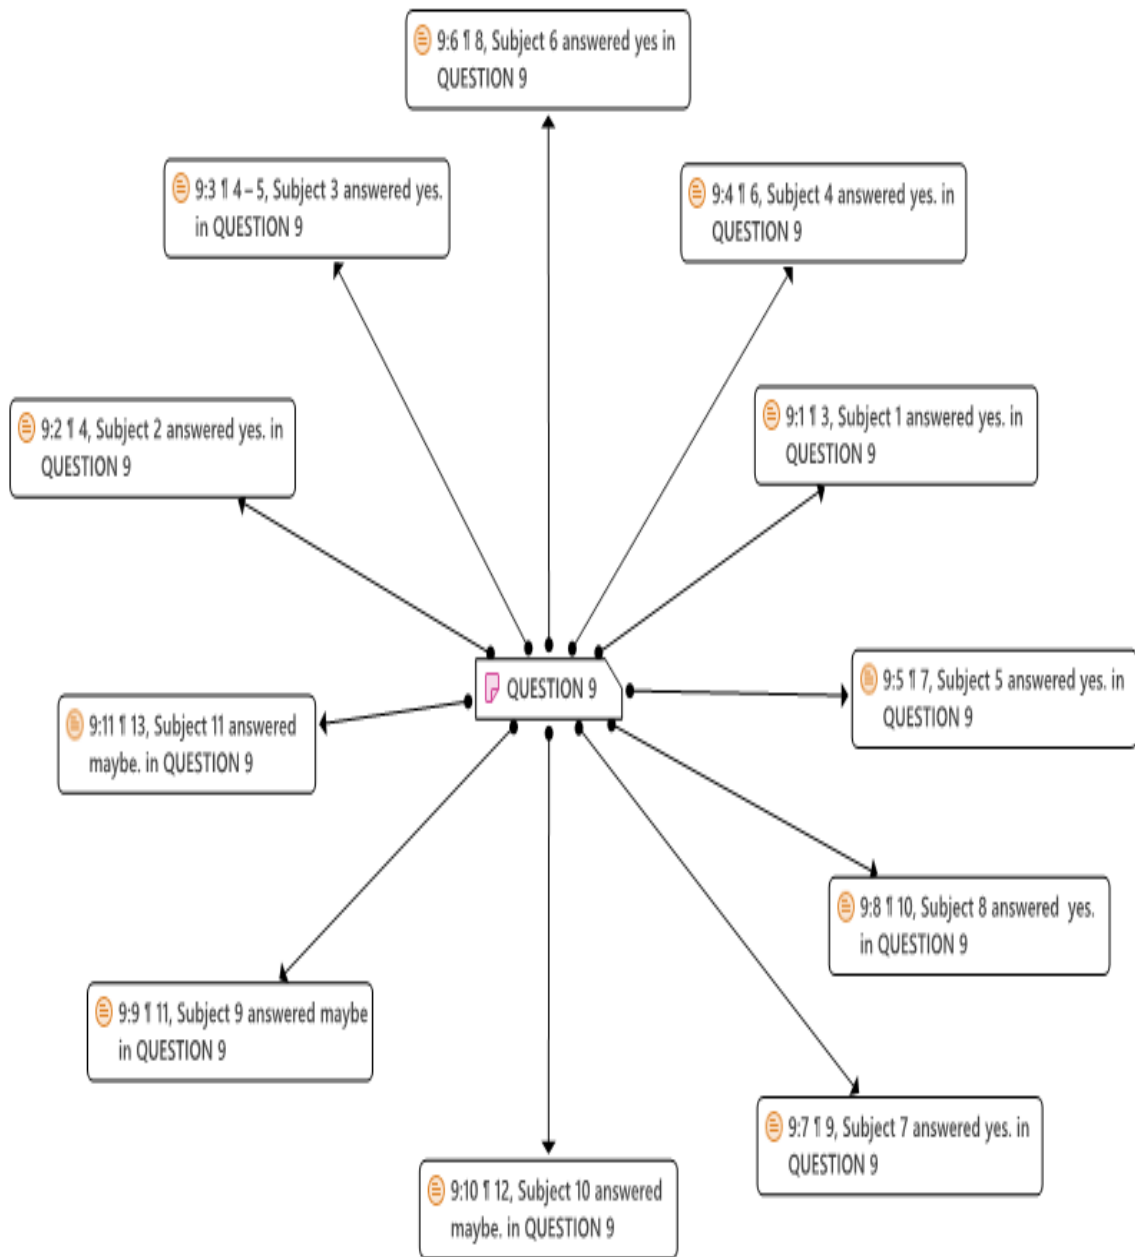 9:6 ¶ 8, Subject 6 answered yes in
QUESTION 9
9:3 ¶ 4 – 5, Subject 3 answered yes.
in QUESTION 9
9:4 ¶ 6, Subject 4 answered yes. in
QUESTION 9
9:2 ¶ 4, Subject 2 answered yes. in
QUESTION 9
9:1 ¶ 3, Subject 1 answered yes. in
QUESTION 9
QUESTION 9
9:5 ¶ 7, Subject 5 answered yes. in
QUESTION 9
9:11 ¶ 13, Subject 11 answered
maybe. in QUESTION 9
9:8 ¶ 10, Subject 8 answered  yes.
in QUESTION 9
9:9 ¶ 11, Subject 9 answered maybe
in QUESTION 9
9:7 ¶ 9, Subject 7 answered yes. in
QUESTION 9
9:10 ¶ 12, Subject 10 answered
maybe. in QUESTION 9